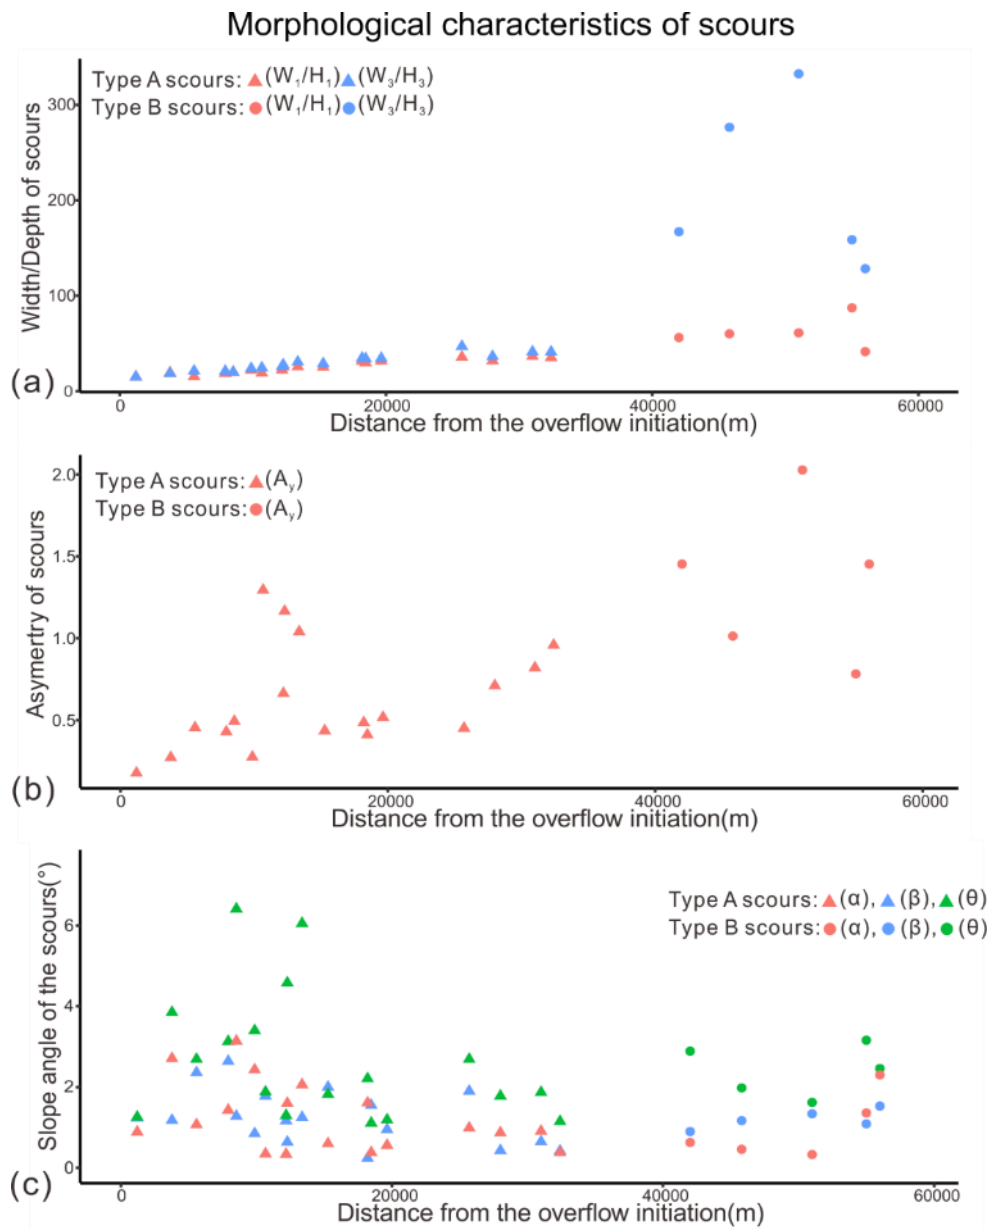 Morphological characteristics of scours
Type A scours: (W₁/H₁) (W₃/H₃)
Type B scours: (W₁/H₁) (W₃/H₃)
Width/Depth of scours
300
200
100
0
(a)
0 20000 40000 60000
Distance from the overflow initiation(m)
Type A scours: (Aᵧ)
Type B scours: (Aᵧ)
Asymertry of scours
2.0
1.5
1.0
0.5
(b)
0 20000 40000 60000
Distance from the overflow initiation(m)
Type A scours: (α), (β), (θ)
Type B scours: (α), (β), (θ)
Slope angle of the scours(°)
6
4
2
0
(c)
0 20000 40000 60000
Distance from the overflow initiation(m)